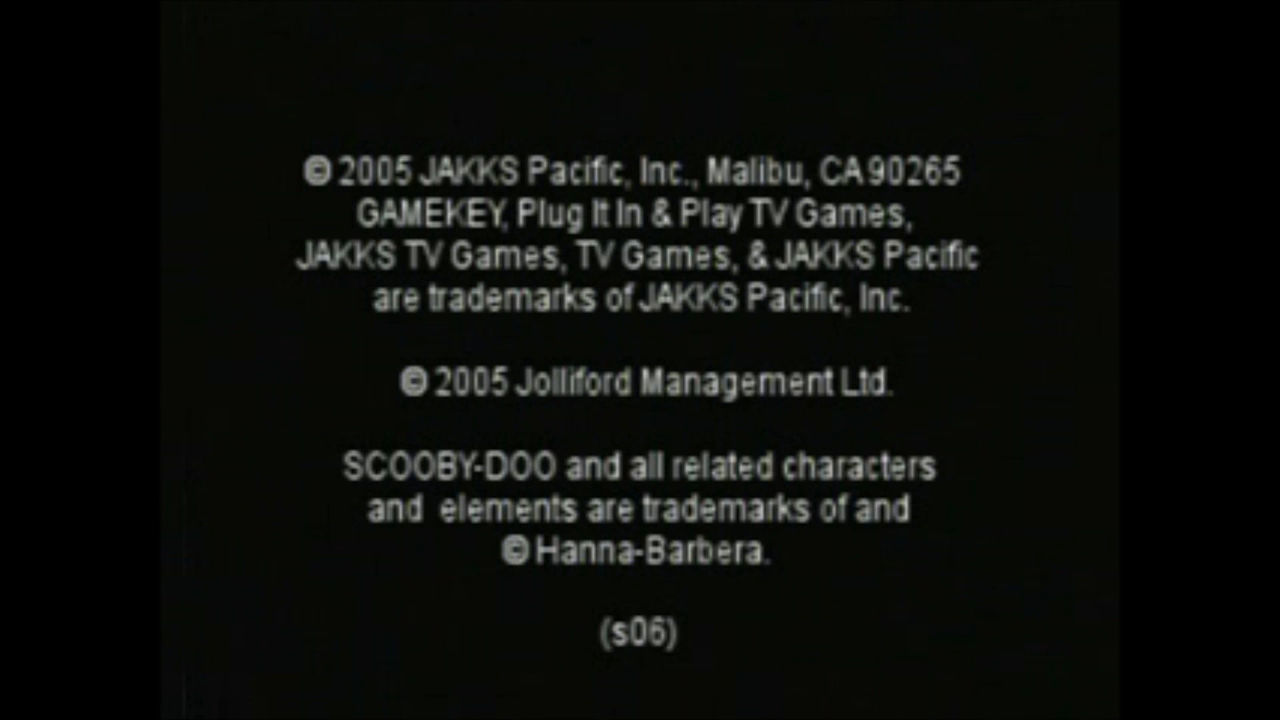 © 2005 JAKKS Pacific, Inc., Malibu, CA 90265
GAMEKEY, Plug It In & Play TV Games,
JAKKS TV Games, TV Games, & JAKKS Pacific
are trademarks of JAKKS Pacific, Inc.
© 2005 Jolliford Management Ltd.
SCOOBY-DOO and all related characters
and elements are trademarks of and
© Hanna-Barbera.
(s06)